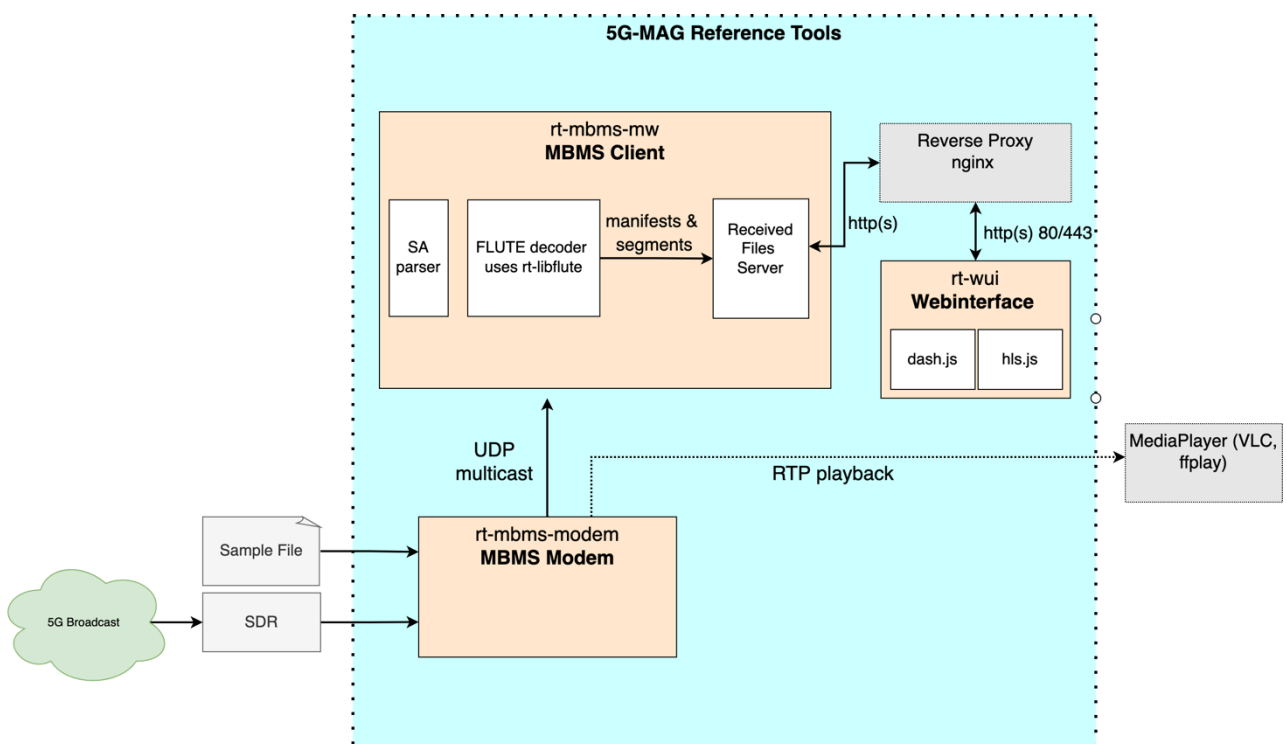 5G-MAG Reference Tools
rt-mbms-mw
MBMS Client
SA
parser
FLUTE decoder
uses rt-libflute
manifests &
segments
Received
Files
Server
http(s)
Reverse Proxy
nginx
http(s) 80/443
rt-wui
Webinterface
dash.js
hls.js
UDP
multicast
RTP playback
MediaPlayer (VLC,
ffplay)
rt-mbms-modem
MBMS Modem
Sample File
SDR
5G Broadcast